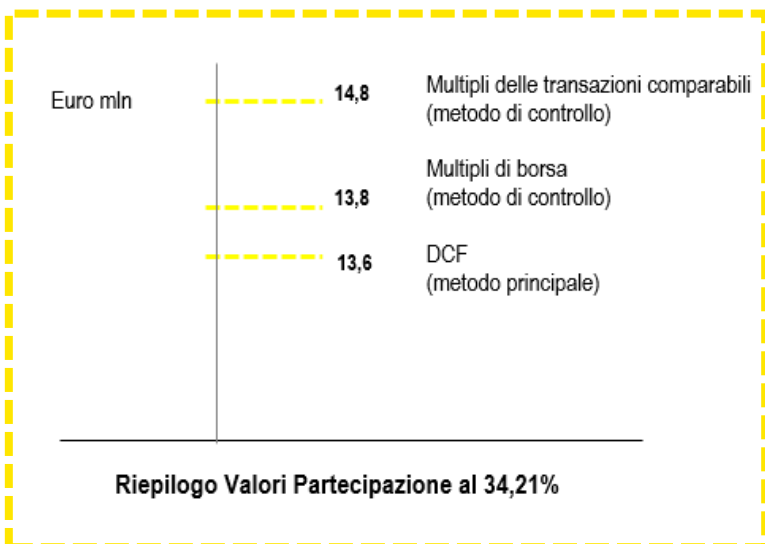 Euro mln
14,8
Multipli delle transazioni comparabili
(metodo di controllo)
13,8
Multipli di borsa
(metodo di controllo)
13,6
DCF
(metodo principale)
Riepilogo Valori Partecipazione al 34,21%